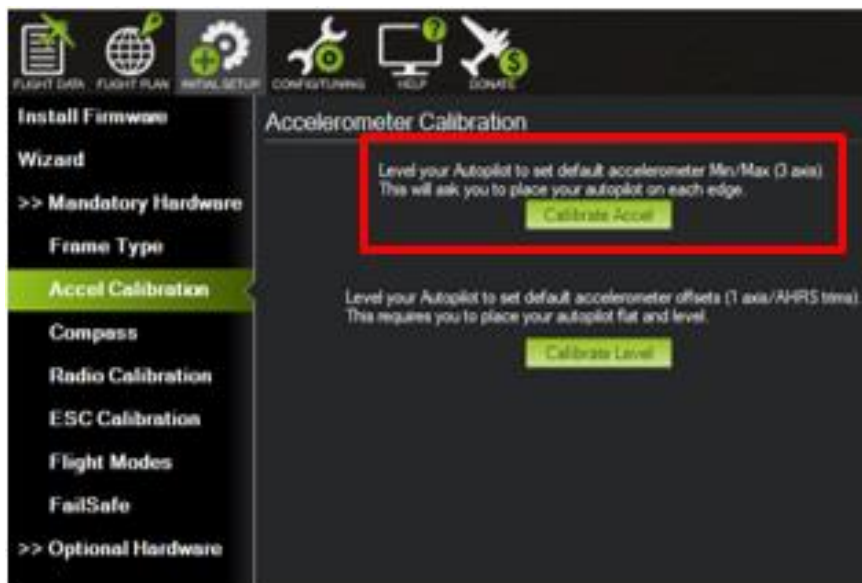 FLIGHT DATA FLIGHT PLAN INITIAL SETUP CONFIG/TUNING HELP DONATE
Install Firmware
Wizard
>> Mandatory Hardware
Frame Type
Accel Calibration
Compass
Radio Calibration
ESC Calibration
Flight Modes
FailSafe
>> Optional Hardware
Accelerometer Calibration
Level your Autopilot to set default accelerometer Min/Max (3 axis).
This will ask you to place your autopilot on each edge.
Calibrate Accel
Level your Autopilot to set default accelerometer offsets (1 axis/AHRS trims).
This requires you to place your autopilot flat and level.
Calibrate Level